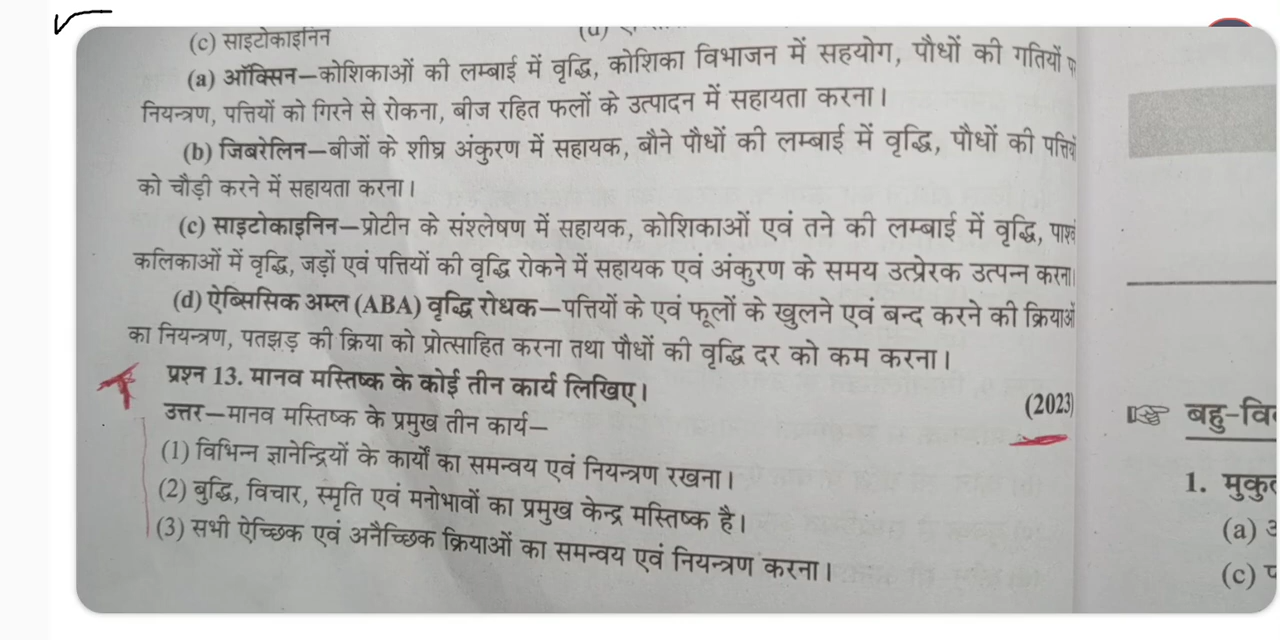 (c) साइटोकाइनिन
(a) ऑक्सिन—कोशिकाओं की लम्बाई में वृद्धि, कोशिका विभाजन में सहयोग, पौधों की गतियों
नियन्त्रण, पत्तियों को गिरने से रोकना, बीज रहित फलों के उत्पादन में सहायता करना।
(b) जिबरेलिन—बीजों के शीघ्र अंकुरण में सहायक, बौने पौधों की लम्बाई में वृद्धि, पौधों की पत्तियों
को चौड़ी करने में सहायता करना।
(c) साइटोकाइनिन—प्रोटीन के संश्लेषण में सहायक, कोशिकाओं एवं तने की लम्बाई में वृद्धि,
कलिकाओं में वृद्धि, जड़ों एवं पत्तियों की वृद्धि रोकने में सहायक एवं अंकुरण के समय उत्प्रेरक उत्पन्न करना।
(d) ऐब्सिसिक अम्ल (ABA) वृद्धि रोधक—पत्तियों के एवं फूलों के खुलने एवं बन्द करने की क्रियाओं
का नियन्त्रण, पतझड़ की क्रिया को प्रोत्साहित करना तथा पौधों की वृद्धि दर को कम करना।
प्रश्न 13. मानव मस्तिष्क के कोई तीन कार्य लिखिए।
(2023)
उत्तर—मानव मस्तिष्क के प्रमुख तीन कार्य—
(1) विभिन्न ज्ञानेन्द्रियों के कार्यों का समन्वय एवं नियन्त्रण रखना।
(2) बुद्धि, विचार, स्मृति एवं मनोभावों का प्रमुख केन्द्र मस्तिष्क है।
(3) सभी ऐच्छिक एवं अनैच्छिक क्रियाओं का समन्वय एवं नियन्त्रण करना।
☞ बहु-वि
1. मुकु
(a)
(c)